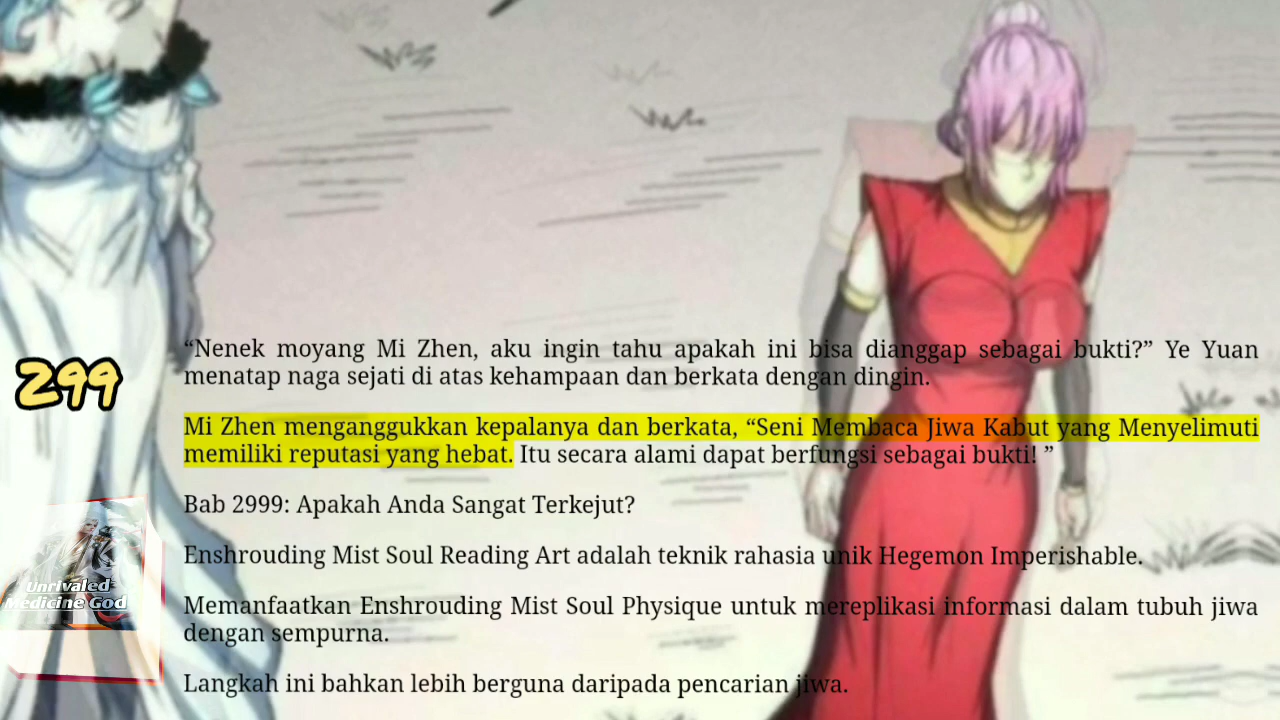 “Nenek moyang Mi Zhen, aku ingin tahu apakah ini bisa dianggap sebagai bukti?” Ye Yuan
menatap naga sejati di atas kehampaan dan berkata dengan dingin.
299
Mi Zhen menganggukkan kepalanya dan berkata, “Seni Membaca Jiwa Kabut yang Menyelimuti
memiliki reputasi yang hebat. Itu secara alami dapat berfungsi sebagai bukti! ”
Bab 2999: Apakah Anda Sangat Terkejut?
Enshrouding Mist Soul Reading Art adalah teknik rahasia unik Hegemon Imperishable.
Unrivaled
Medicine God
Memanfaatkan Enshrouding Mist Soul Physique untuk mereplikasi informasi dalam tubuh jiwa
dengan sempurna.
Langkah ini bahkan lebih berguna daripada pencarian jiwa.